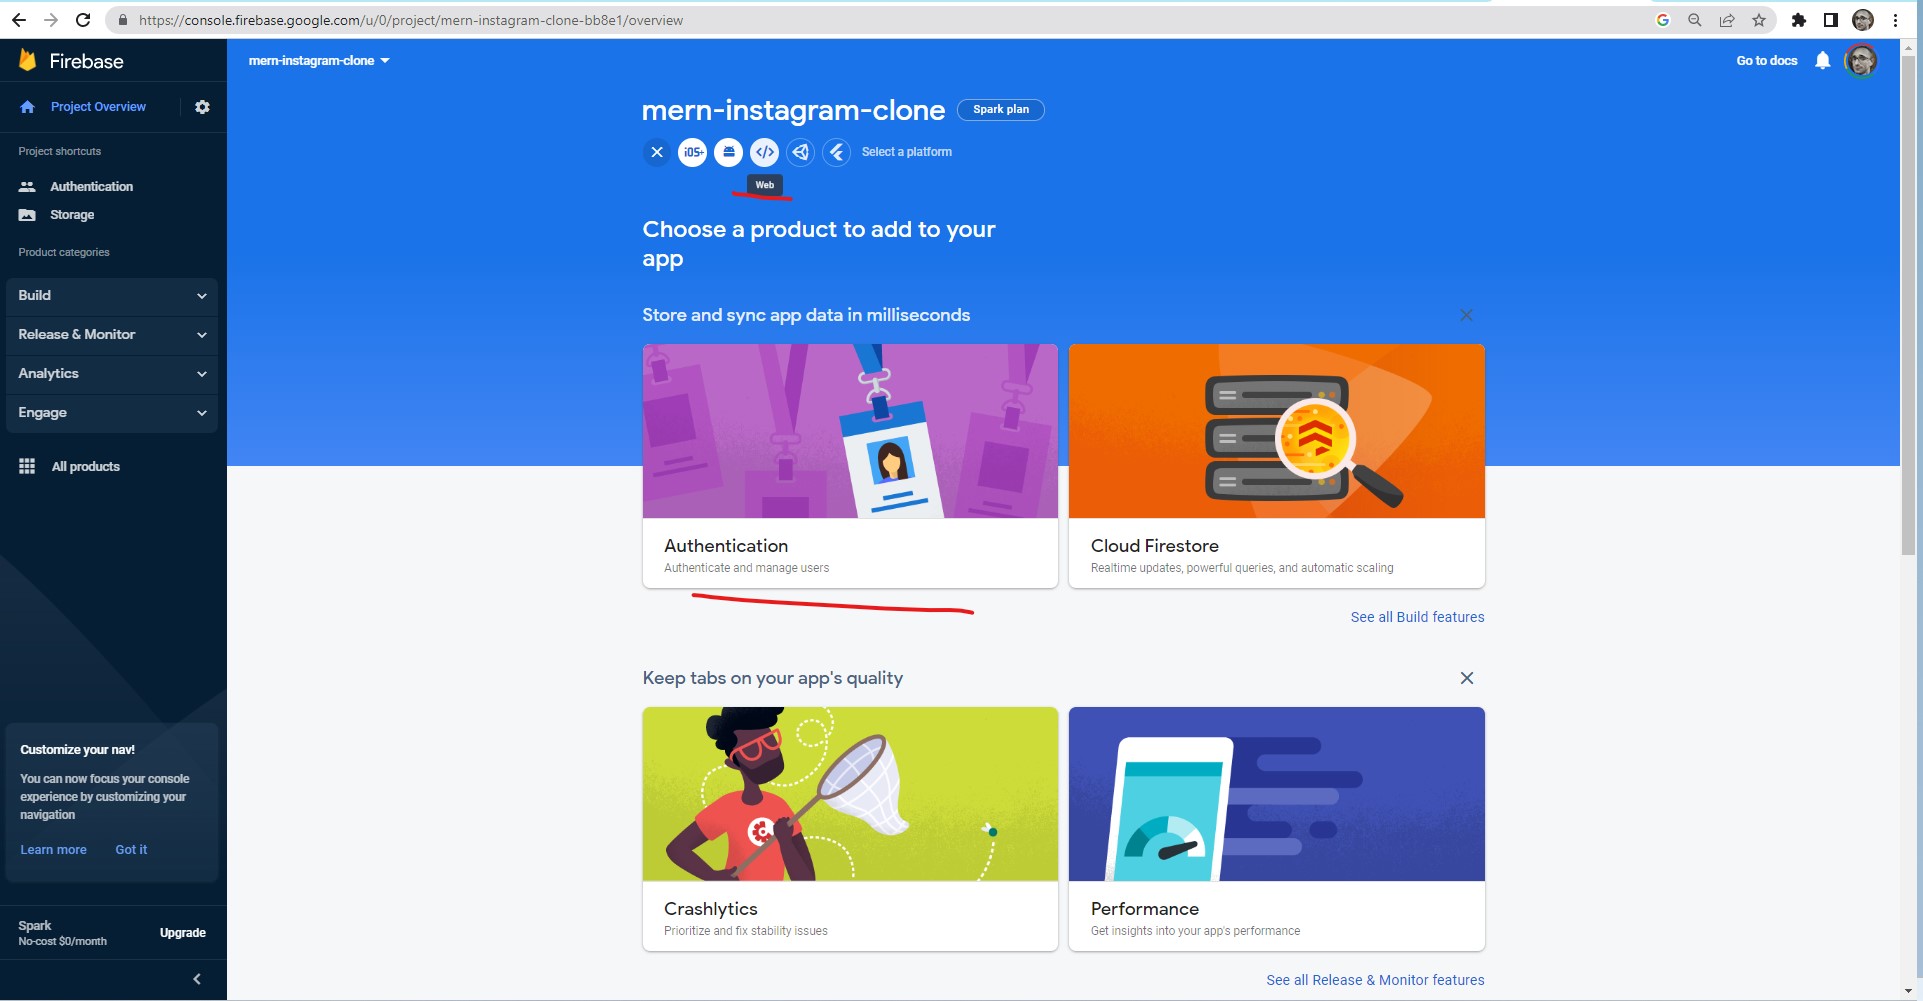 https://console.firebase.google.com/u/0/project/mern-instagram-clone-bb8e1/overview
Firebase
mern-instagram-clone
Go to docs
Project Overview
mern-instagram-clone
Spark plan
Project shortcuts
iOS+
</>
Select a platform
Authentication
Web
Storage
Product categories
Choose a product to add to your
app
Build
Release & Monitor
Analytics
Engage
All products
Store and sync app data in milliseconds
Authentication
Authenticate and manage users
Cloud Firestore
Realtime updates, powerful queries, and automatic scaling
See all Build features
Keep tabs on your app's quality
Crashlytics
Prioritize and fix stability issues
Performance
Get insights into your app's performance
See all Release & Monitor features
Customize your nav!
You can now focus your console
experience by customizing your
navigation
Learn more
Got it
Spark
No-cost $0/month
Upgrade